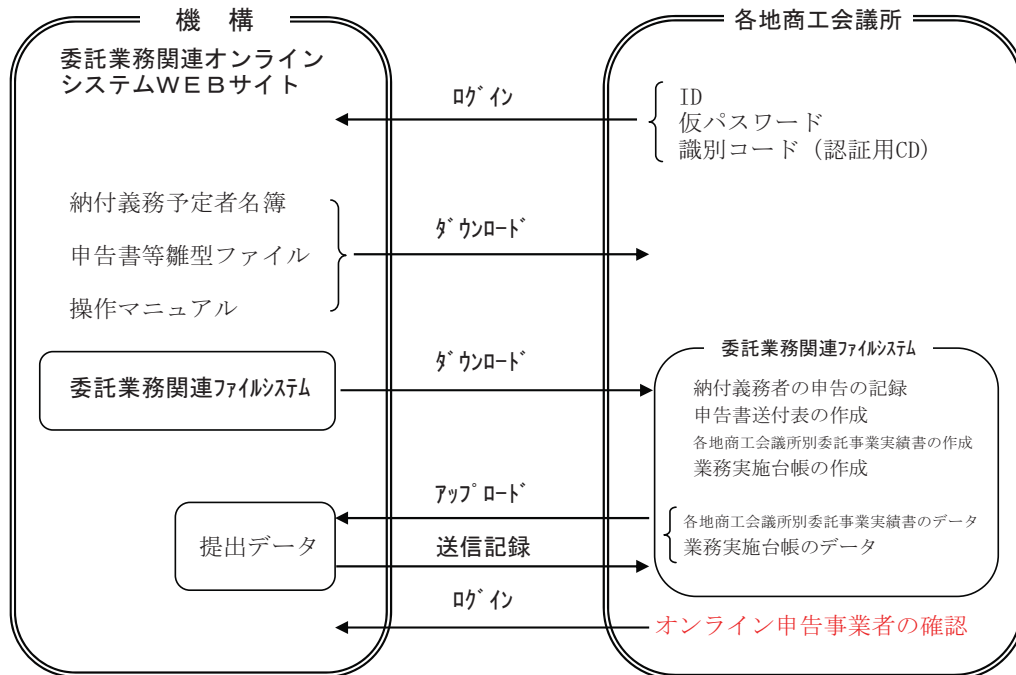 機　構
各地商工会議所
委託業務関連オンライン
システムＷＥＢサイト
ﾛｸﾞｲﾝ
ID
仮パスワード
識別コード（認証用CD）
納付義務予定者名簿
申告書等雛型ファイル
操作マニュアル
ﾀﾞｳﾝﾛｰﾄﾞ
委託業務関連ﾌｧｲﾙｼｽﾃﾑ
ﾀﾞｳﾝﾛｰﾄﾞ
委託業務関連ﾌｧｲﾙｼｽﾃﾑ
納付義務者の申告の記録
申告書送付表の作成
各地商工会議所別委託事業実績書の作成
業務実施台帳の作成
ｱｯﾌﾟﾛｰﾄﾞ
各地商工会議所別委託事業実績書のデータ
業務実施台帳のデータ
提出データ
送信記録
ﾛｸﾞｲﾝ
オンライン申告事業者の確認